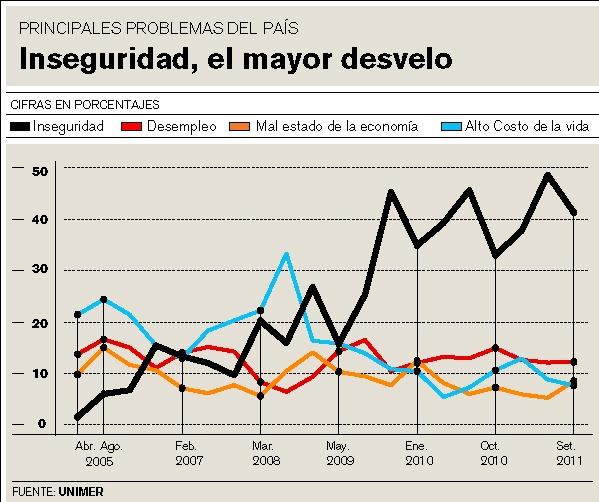 PRINCIPALES PROBLEMAS DEL PAÍS
Inseguridad, el mayor desvelo
CIFRAS EN PORCENTAJES
Inseguridad Desempleo Mal estado de la economía Alto Costo de la vida
50
40
30
20
10
0
Abr. Ago. Feb. Mar. May. Ene. Oct. Set.
2005 2007 2008 2009 2010 2010 2011
FUENTE: UNIMER